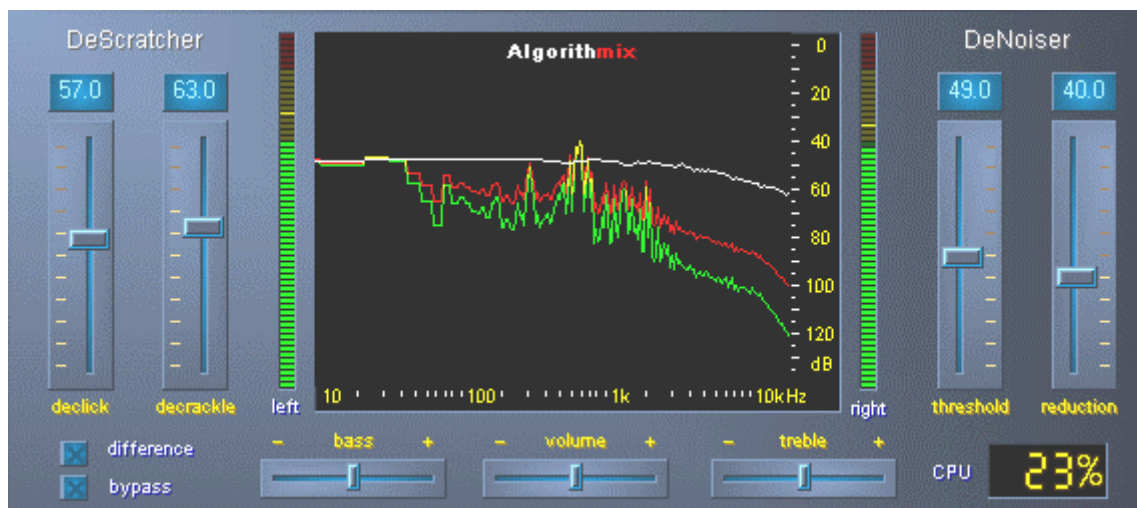 DeScratcher
DeNoiser
Algorithmix
57.0 63.0
49.0 40.0
0
20
40
60
80
100
120
dB
10 100 1k 10kHz
declick decrackle left
right threshold reduction
difference
bypass
- bass +
- volume +
- treble +
CPU 23%